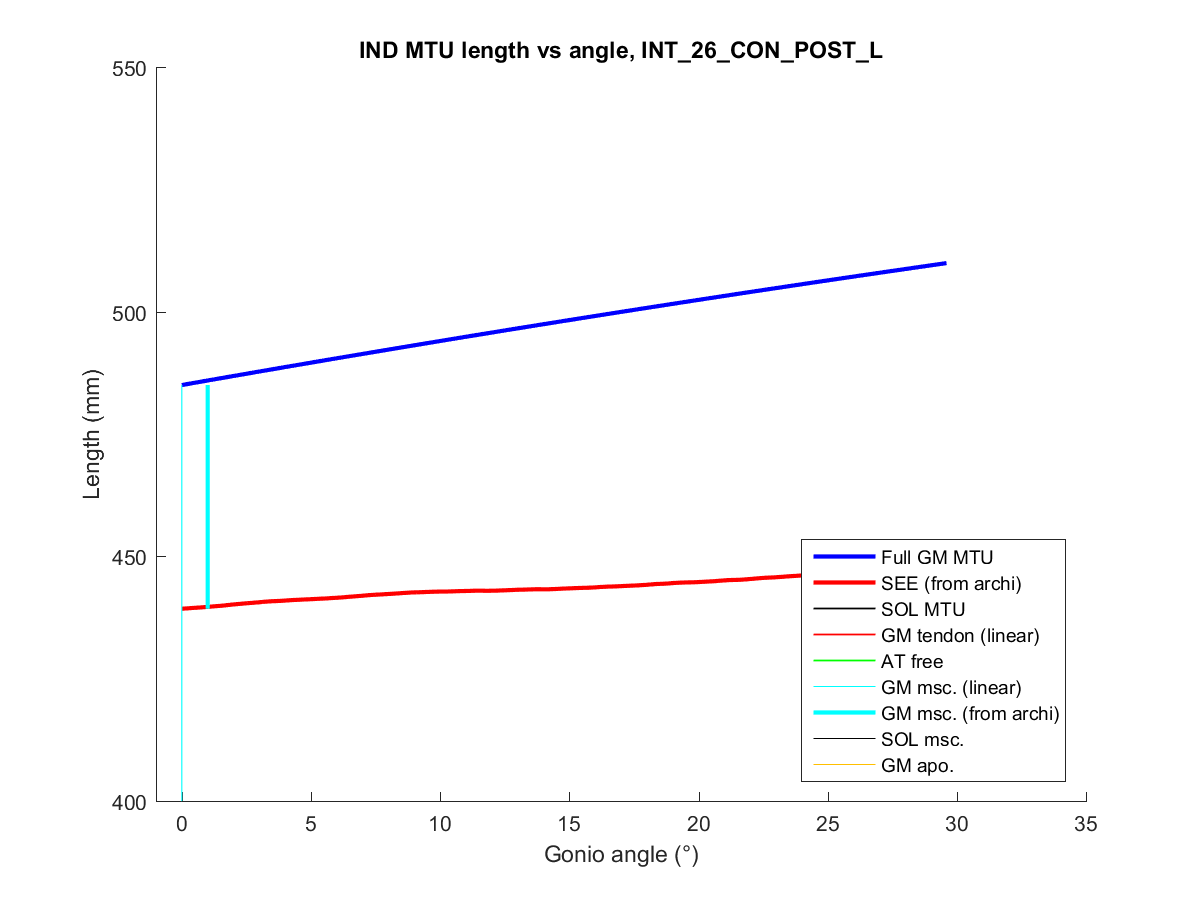 IND MTU length vs angle, INT_26_CON_POST_L
550
500
450
400
Length (mm)
0 5 10 15 20 25 30 35
Gonio angle (°)
Full GM MTU
SEE (from archi)
SOL MTU
GM tendon (linear)
AT free
GM msc. (linear)
GM msc. (from archi)
SOL msc.
GM apo.